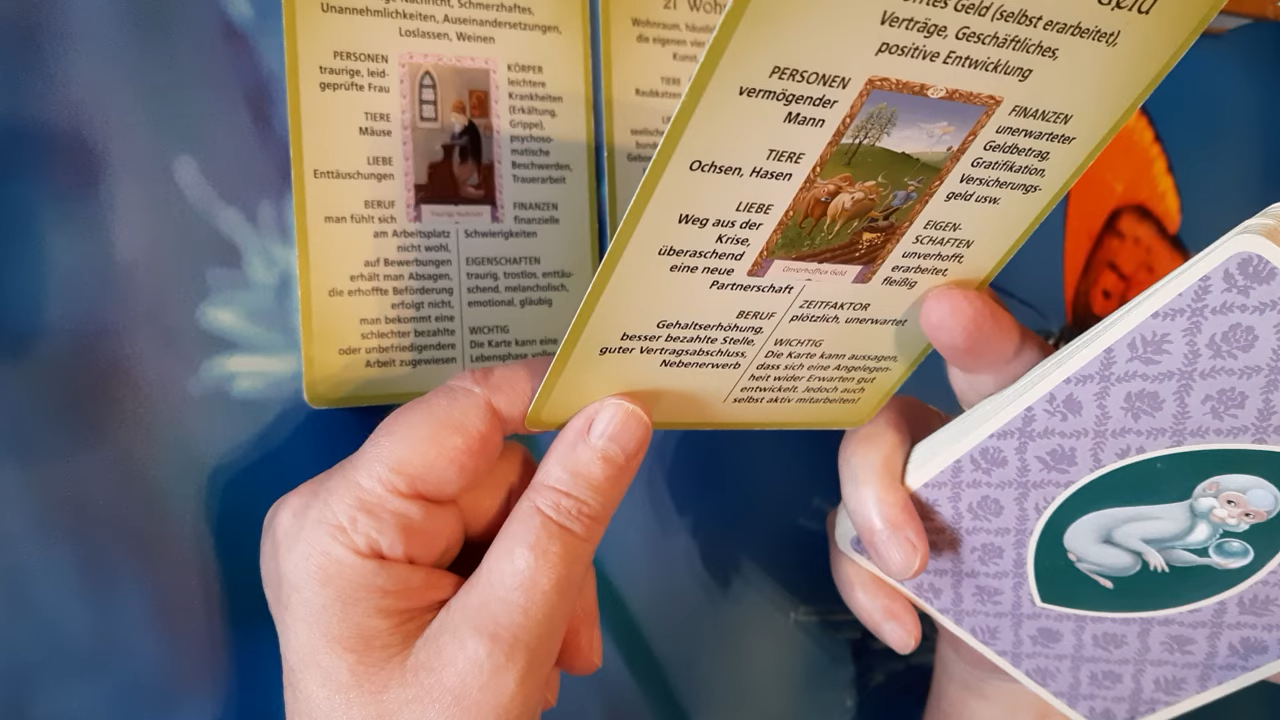 Nachricht, Schmerzhaftes,
Unannehmlichkeiten, Auseinandersetzungen,
Loslassen, Weinen
PERSONEN
traurige, leid-
geprüfte Frau
TIERE
Mäuse
LIEBE
Enttäuschungen
BERUF
man fühlt sich
am Arbeitsplatz
nicht wohl,
auf Bewerbungen
erhält man Absagen,
die erhoffte Beförderung
erfolgt nicht,
man bekommt eine
schlechter bezahlte
oder unbefriedigendere
Arbeit zugewiesen
KÖRPER
leichtere
Krankheiten
(Erkältung,
Grippe),
psychoso-
matische
Beschwerden,
Trauerarbeit
FINANZEN
finanzielle
Schwierigkeiten
EIGENSCHAFTEN
traurig, trostlos, enttäu-
schend, melancholisch,
emotional, gläubig
WICHTIG
Die Karte kann eine
Lebensphase
Traurige Nachricht
21
Wohnraum,
die eigenen vier
Kunst,
TIERE
Raubkatzen
Geld
Geld (selbst erarbeitet),
Verträge, Geschäftliches,
positive Entwicklung
PERSONEN
vermögender
Mann
TIERE
Ochsen, Hasen
LIEBE
Weg aus der
Krise,
überaschend
eine neue
Partnerschaft
BERUF
Gehaltserhöhung,
besser bezahlte Stelle,
guter Vertragsabschluss,
Nebenerwerb
Unverhofftes Geld
FINANZEN
unerwarteter
Geldbetrag,
Gratifikation,
Versicherungs-
geld usw.
EIGEN-
SCHAFTEN
unverhofft,
erarbeitet,
fleißig
ZEITFAKTOR
plötzlich, unerwartet
WICHTIG
Die Karte kann aussagen,
dass sich eine Angelegen-
heit wider Erwarten gut
entwickelt. Jedoch auch
selbst aktiv mitarbeiten!